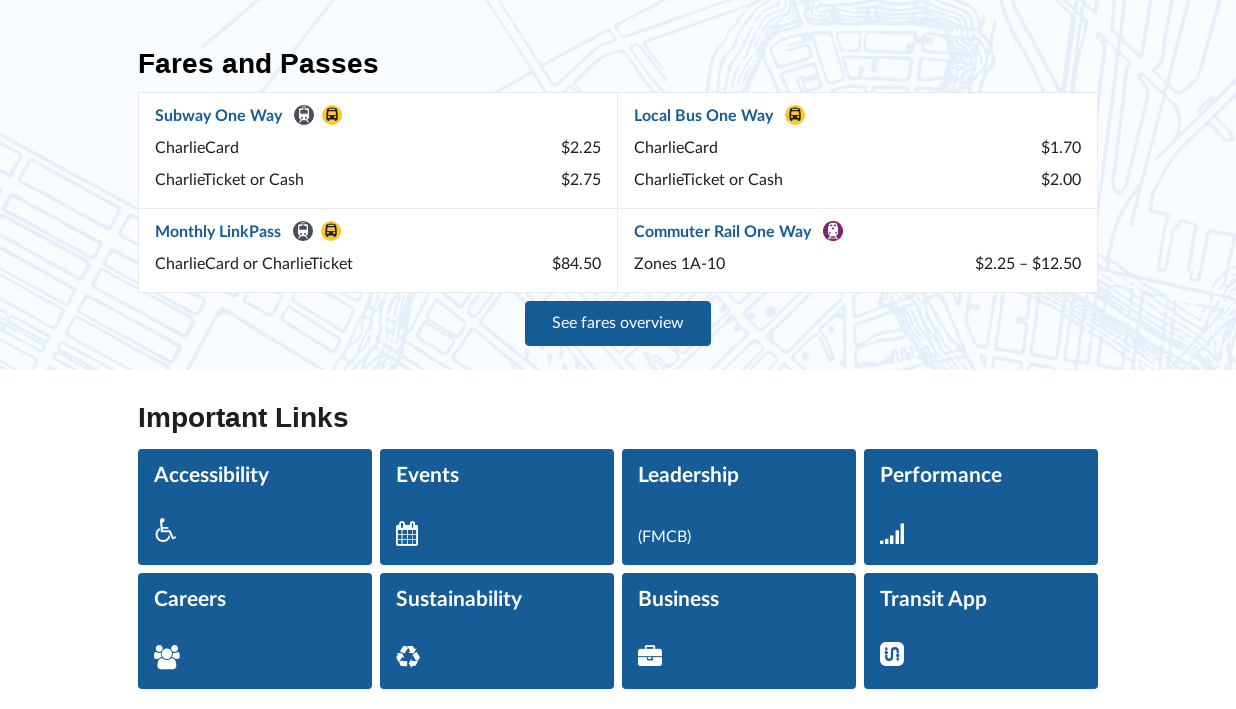 Fares and Passes
Subway One Way
CharlieCard $2.25
CharlieTicket or Cash $2.75
Local Bus One Way
CharlieCard $1.70
CharlieTicket or Cash $2.00
Monthly LinkPass
CharlieCard or CharlieTicket $84.50
Commuter Rail One Way
Zones 1A-10 $2.25 – $12.50
See fares overview
Important Links
Accessibility
Events
Leadership
(FMCB)
Performance
Careers
Sustainability
Business
Transit App